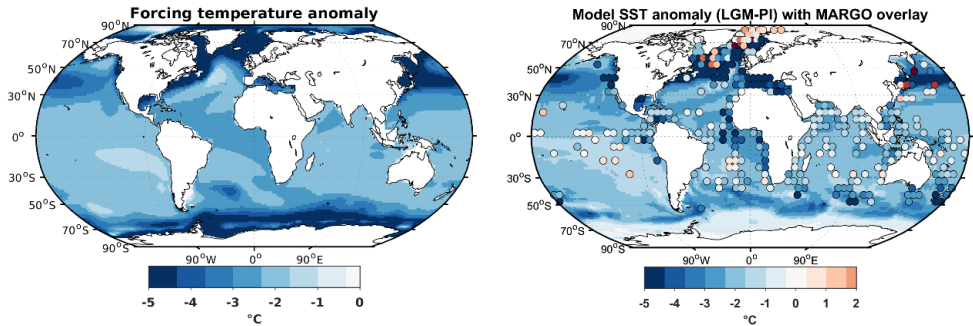 Forcing temperature anomaly
90°N
70°N
50°N
30°N
0°
30°S
50°S
70°S
90°S
90°W 0° 90°E
-5 -4 -3 -2 -1 0
°C
Model SST anomaly (LGM-PI) with MARGO overlay
90°N
70°N
50°N
30°N
0°
30°S
50°S
70°S
90°S
90°W 0° 90°E
-5 -4 -3 -2 -1 0 1 2
°C